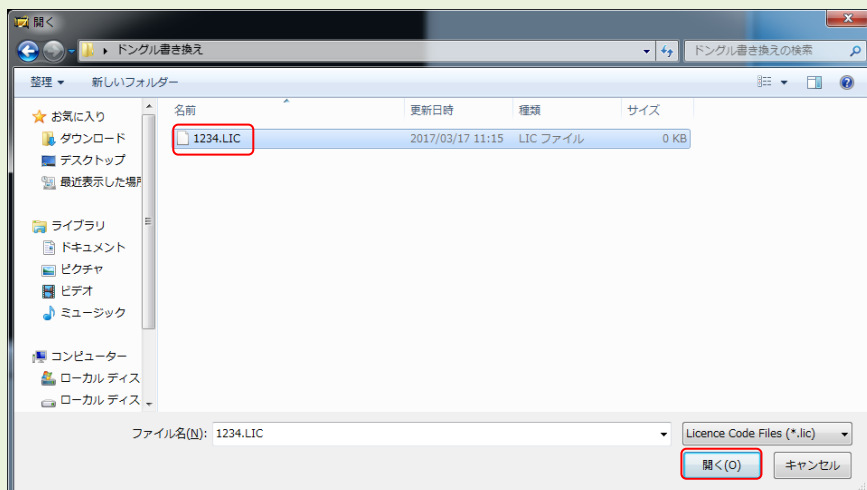 開く
ドングル書き換え
ドングル書き換えの検索
整理
新しいフォルダー
名前
更新日時
種類
サイズ
1234.LIC
2017/03/17 11:15
LIC ファイル
0 KB
お気に入り
ダウンロード
デスクトップ
最近表示した場所
ライブラリ
ドキュメント
ピクチャ
ビデオ
ミュージック
コンピューター
ローカル ディス
ローカル ディス
ファイル名(N):
1234.LIC
Licence Code Files (*.lic)
開く(O)
キャンセル